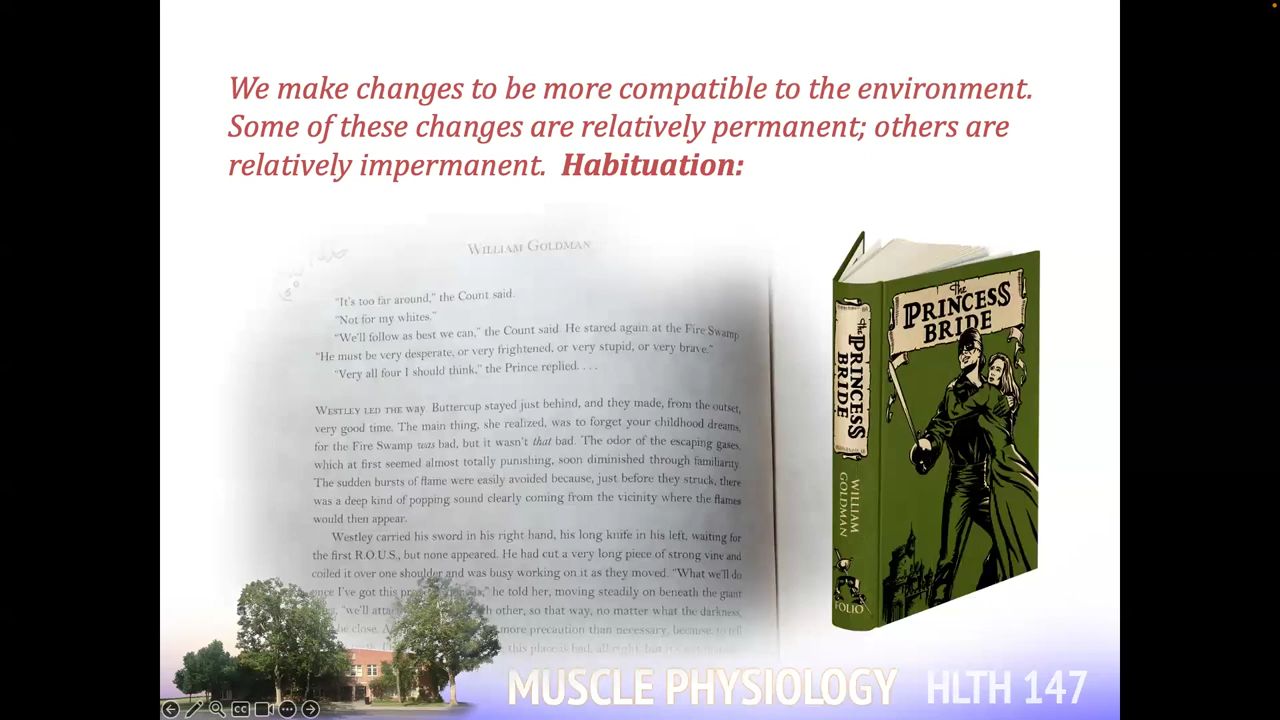 We make changes to be more compatible to the environment.
Some of these changes are relatively permanent; others are
relatively impermanent.  Habituation:
WILLIAM GOLDMAN
"It's too far around," the Count said.
"Not for my whites."
"We'll follow as best we can," the Count said. He stared again at the Fire Swamp
"He must be very desperate, or very frightened, or very stupid, or very brave."
"Very all four I should think," the Prince replied. . . .
WESTLEY LED THE WAY. Buttercup stayed just behind, and they made, from the outset,
very good time. The main thing, she realized, was to forget your childhood dreams,
for the Fire Swamp was bad, but it wasn't that bad. The odor of the escaping gases,
which at first seemed almost totally punishing, soon diminished through familiarity.
The sudden bursts of flame were easily avoided because, just before they struck, there
was a deep kind of popping sound clearly coming from the vicinity where the flames
would then appear.
Westley carried his sword in his right hand, his long knife in his left, waiting for
the first R.O.U.S., but none appeared. He had cut a very long piece of strong vine and
coiled it over one shoulder and was busy working on it as they moved. "What we'll do
once I've got this he told her, moving steadily on beneath the giant
"we'll other, so that way, no matter what the darkness,
be close. more precaution than necessary, because, to tell
this place is bad, all right, but
The
PRINCESS
BRIDE
The
PRINCESS
BRIDE
WILLIAM
GOLDMAN
FOLIO
MUSCLE PHYSIOLOGY HLTH 147
CC